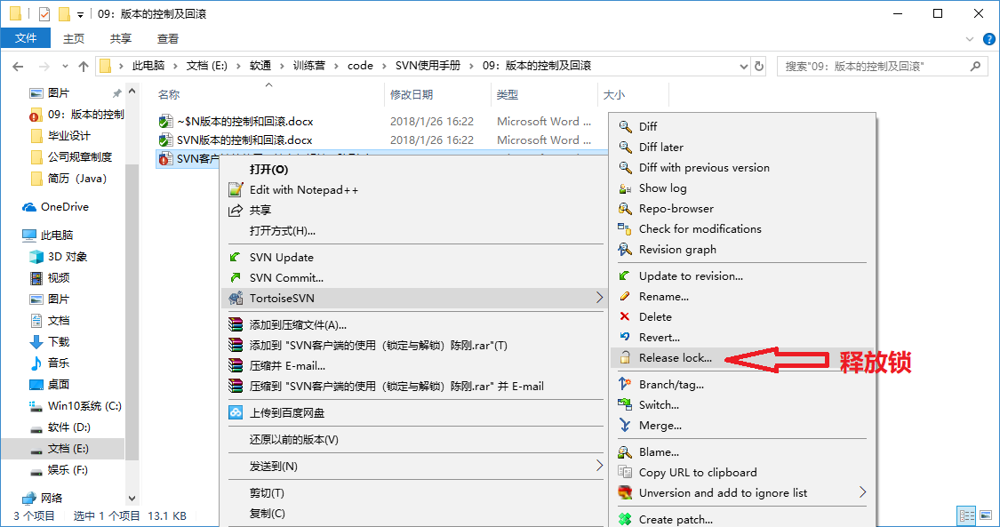 09：版本的控制及回滚
文件 主页 共享 查看
此电脑 › 文档 (E:) › 软通 › 训练营 › code › SVN使用手册 › 09：版本的控制及回滚
搜索"09：版本的控制及回滚"
图片
09：版本的控制
毕业设计
公司规章制度
简历（Java）
OneDrive
此电脑
3D 对象
视频
图片
文档
下载
音乐
桌面
Win10系统 (C:)
软件 (D:)
文档 (E:)
娱乐 (F:)
网络
名称 修改日期 类型 大小
~$N版本的控制和回滚.docx 2018/1/26 16:22 Microsoft Word ...
SVN版本的控制和回滚.docx 2018/1/26 16:22 Microsoft Word ...
SVN客户
打开(O)
Edit with Notepad++
共享
打开方式(H)...
SVN Update
SVN Commit...
TortoiseSVN
添加到压缩文件(A)...
添加到 "SVN客户端的使用（锁定与解锁）陈刚.rar"(T)
压缩并 E-mail...
压缩到 "SVN客户端的使用（锁定与解锁）陈刚.rar" 并 E-mail
上传到百度网盘
还原以前的版本(V)
发送到(N)
剪切(T)
复制(C)
Diff
Diff later
Diff with previous version
Show log
Repo-browser
Check for modifications
Revision graph
Update to revision...
Rename...
Delete
Revert...
Release lock...
释放锁
Branch/tag...
Switch...
Merge...
Blame...
Copy URL to clipboard
Unversion and add to ignore list
Create patch...
3 个项目 选中 1 个项目 13.1 KB